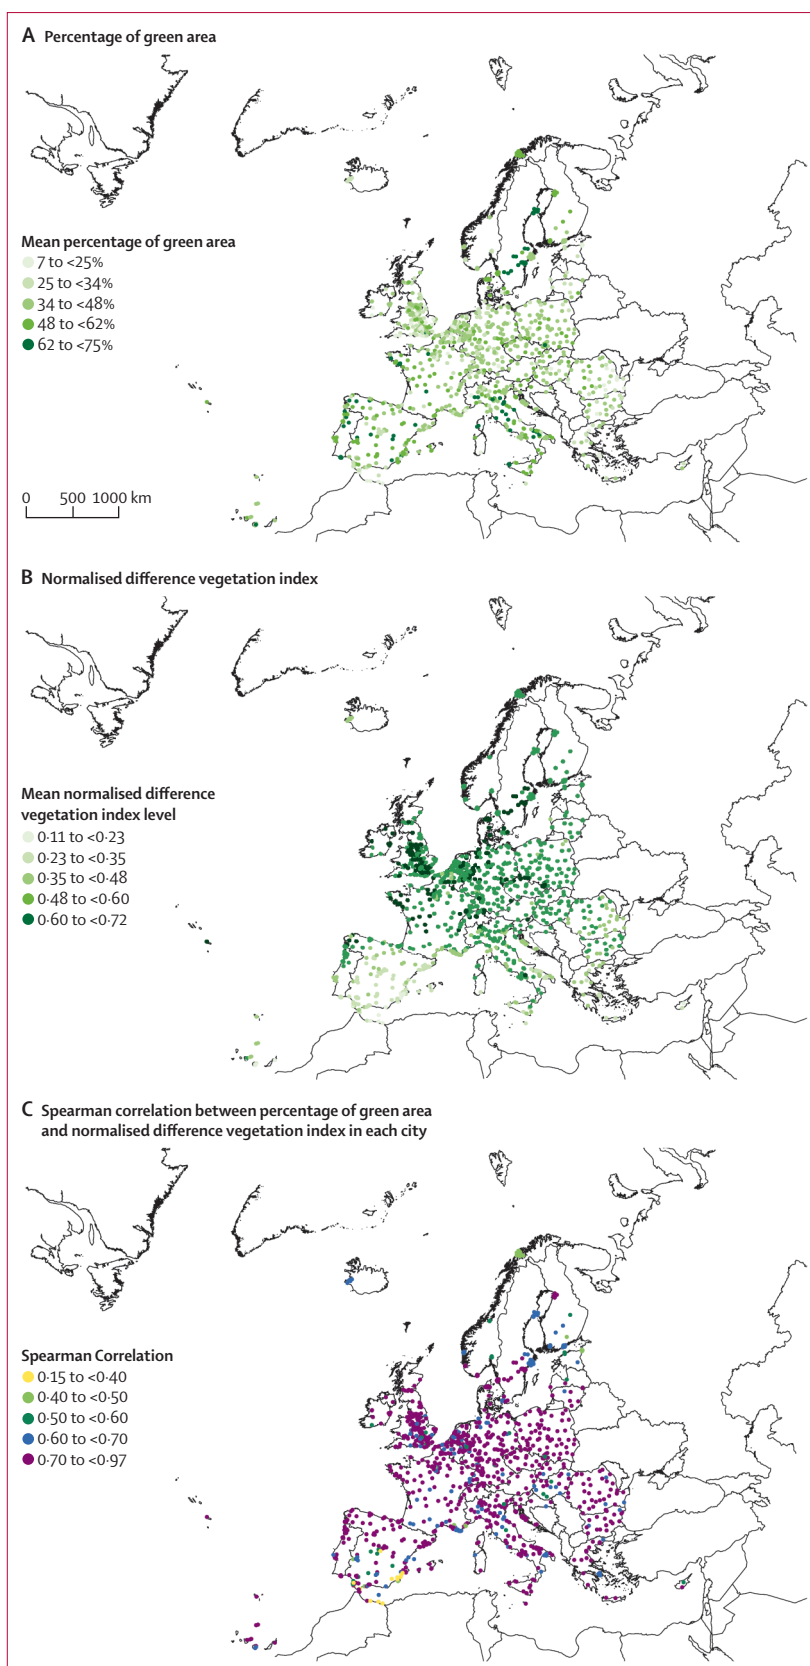 A Percentage of green area
Mean percentage of green area
7 to <25%
25 to <34%
34 to <48%
48 to <62%
62 to <75%
0 500 1000 km
B Normalised difference vegetation index
Mean normalised difference
vegetation index level
0·11 to <0·23
0·23 to <0·35
0·35 to <0·48
0·48 to <0·60
0·60 to <0·72
C Spearman correlation between percentage of green area
and normalised difference vegetation index in each city
Spearman Correlation
0·15 to <0·40
0·40 to <0·50
0·50 to <0·60
0·60 to <0·70
0·70 to <0·97